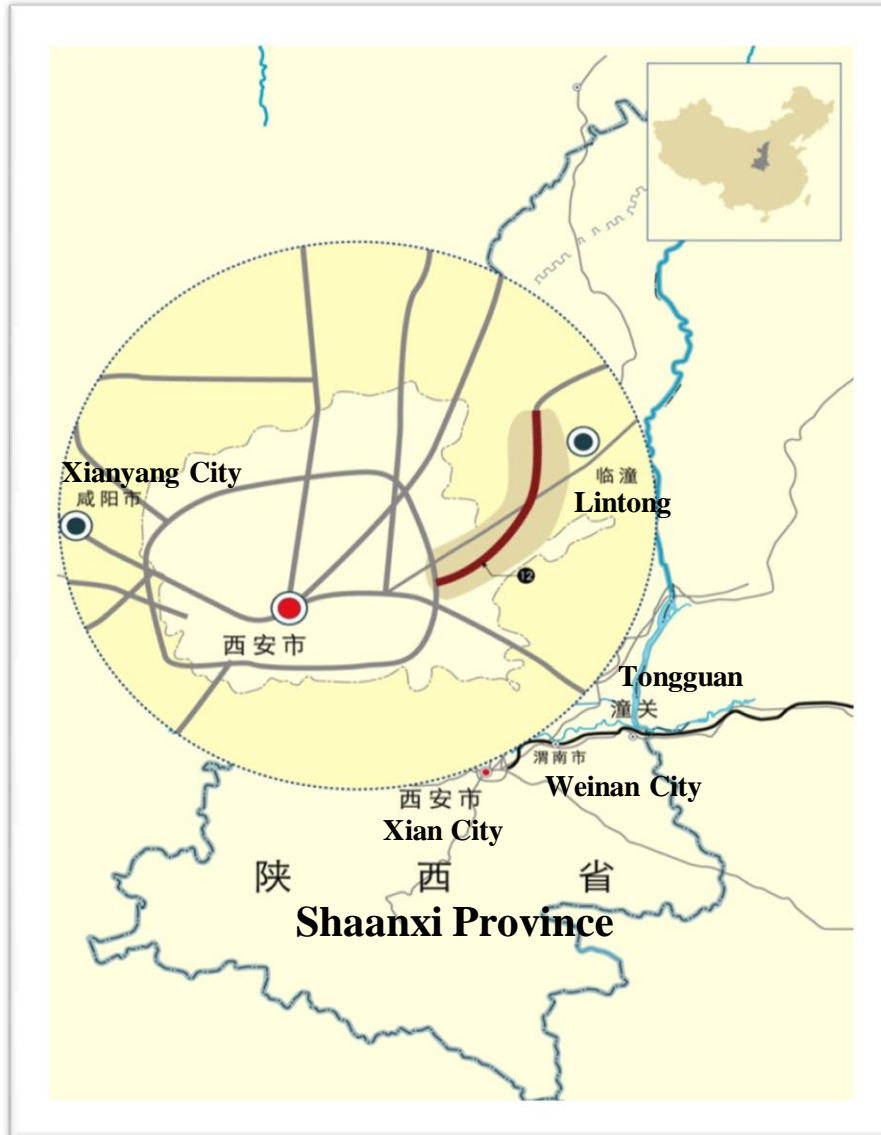 Xianyang City
咸阳市
临潼
Lintong
12
西安市
Tongguan
潼关
渭南市
Weinan City
西安市
Xian City
陕 西 省
Shaanxi Province